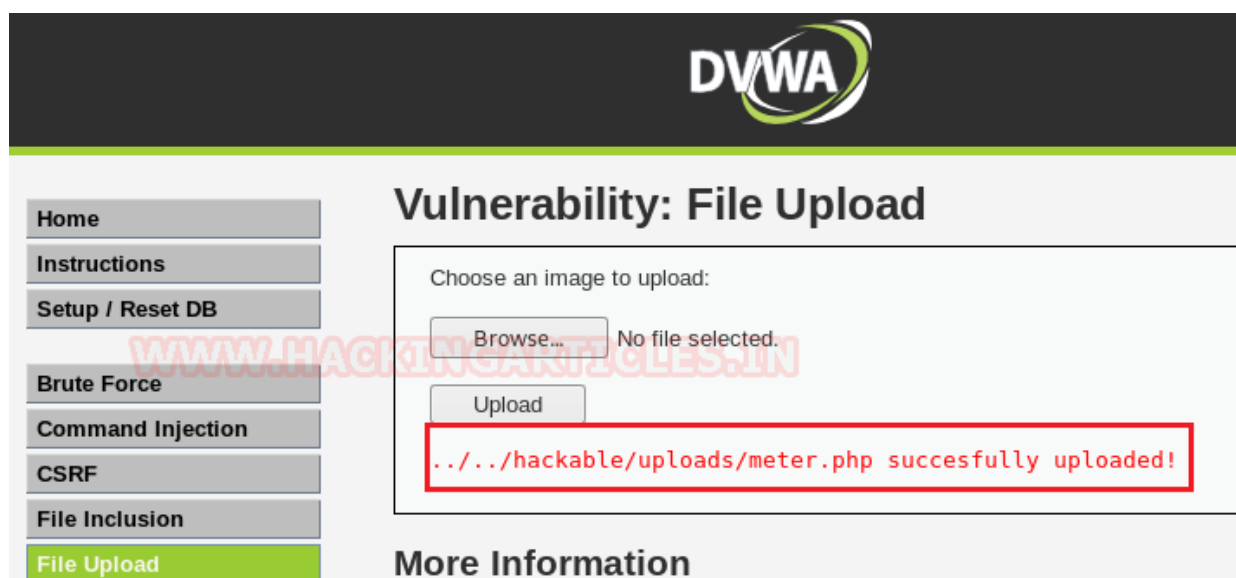 DVWA
Vulnerability: File Upload
Home
Instructions
Setup / Reset DB
Brute Force
Command Injection
CSRF
File Inclusion
File Upload
Choose an image to upload:
Browse... No file selected.
Upload
../../hackable/uploads/meter.php succesfully uploaded!
More Information
WWW.HACKINGARTICLES.IN